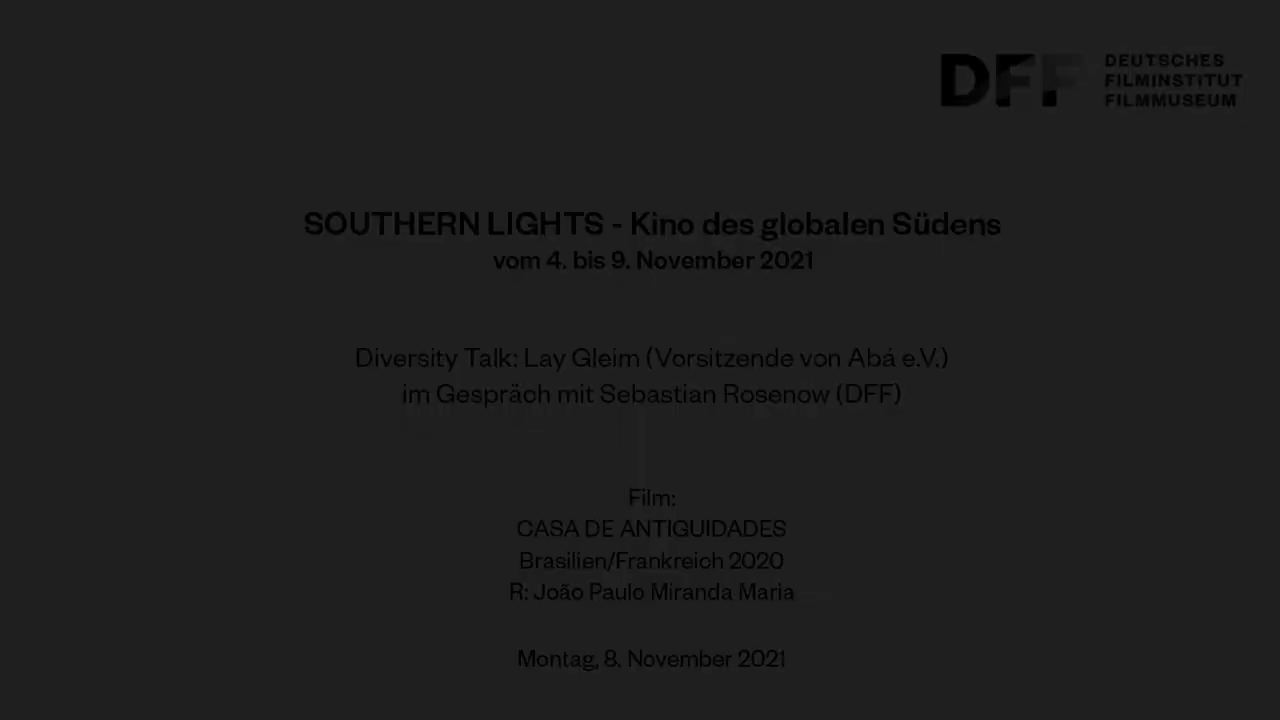 DFF
DEUTSCHES
FILMINSTITUT
FILMMUSEUM
SOUTHERN LIGHTS - Kino des globalen Südens
vom 4. bis 9. November 2021
Diversity Talk: Lay Gleim (Vorsitzende von Abá e.V.)
im Gespräch mit Sebastian Rosenow (DFF)
Film:
CASA DE ANTIGUIDADES
Brasilien/Frankreich 2020
R: João Paulo Miranda Maria
Montag, 8. November 2021